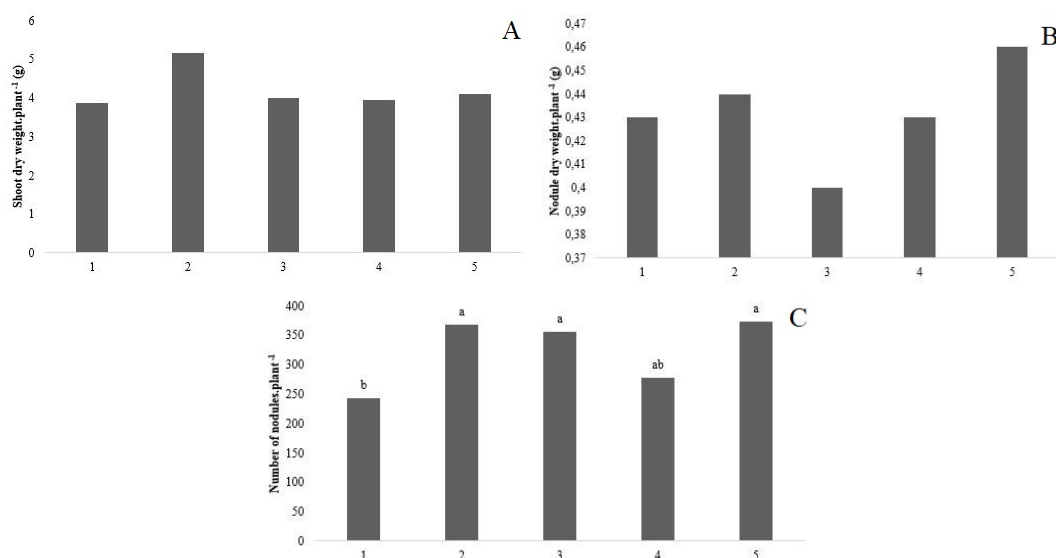 A
Shoot dry weight.plant⁻¹ (g)
6
5
4
3
2
1
0
1 2 3 4 5
B
Nodule dry weight.plant⁻¹ (g)
0,47
0,46
0,45
0,44
0,43
0,42
0,41
0,4
0,39
0,38
0,37
1 2 3 4 5
C
Number of nodules.plant⁻¹
400
350
300
250
200
150
100
50
0
b a a ab a
1 2 3 4 5